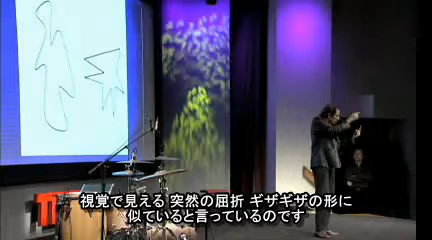 視覚で見える 突然の屈折 ギザギザの形に
似ていると言っているのです